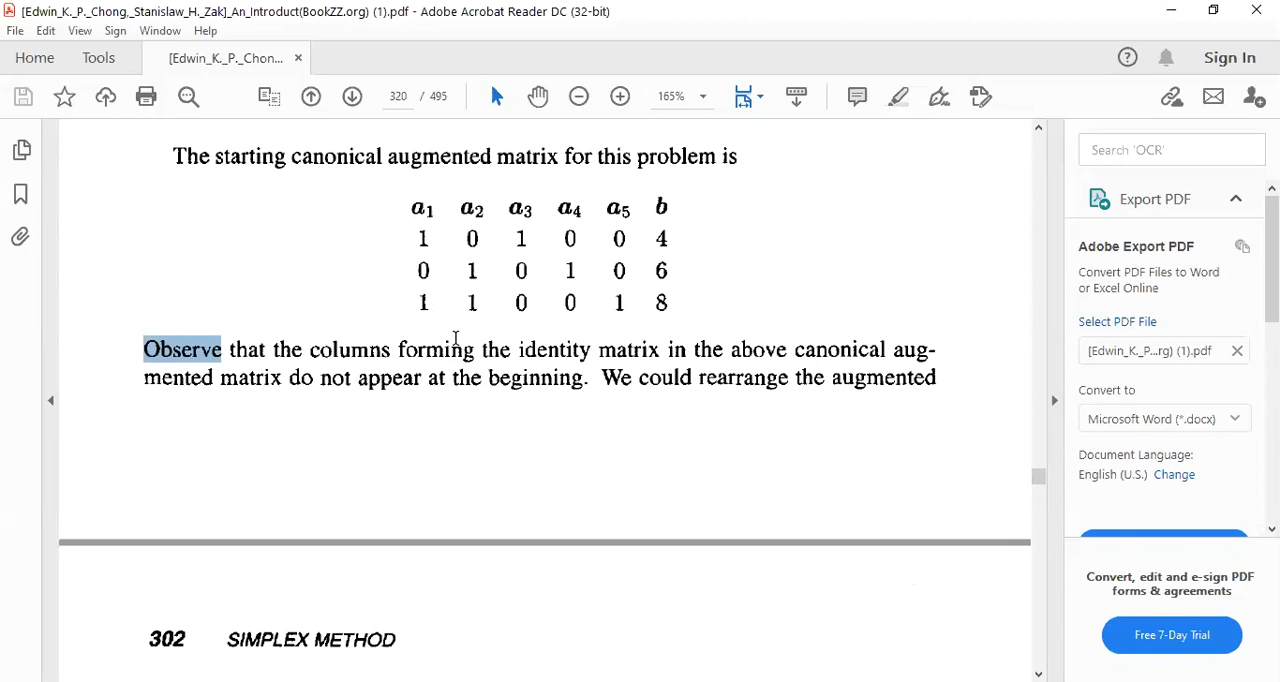 [Edwin_K._P._Chong,_Stanislaw_H._Zak]_An_Introduct(BookZZ.org) (1).pdf - Adobe Acrobat Reader DC (32-bit)
File Edit View Sign Window Help
Home Tools [Edwin_K._P._Chon... × Sign In
320 / 495 165%
The starting canonical augmented matrix for this problem is
a1 a2 a3 a4 a5 b
1 0 1 0 0 4
0 1 0 1 0 6
1 1 0 0 1 8
Observe that the columns forming the identity matrix in the above canonical aug-
mented matrix do not appear at the beginning. We could rearrange the augmented
302 SIMPLEX METHOD
Search 'OCR'
Export PDF
Adobe Export PDF
Convert PDF Files to Word
or Excel Online
Select PDF File
[Edwin_K._P...rg) (1).pdf
Convert to
Microsoft Word (*.docx)
Document Language:
English (U.S.) Change
Convert, edit and e-sign PDF
forms & agreements
Free 7-Day Trial